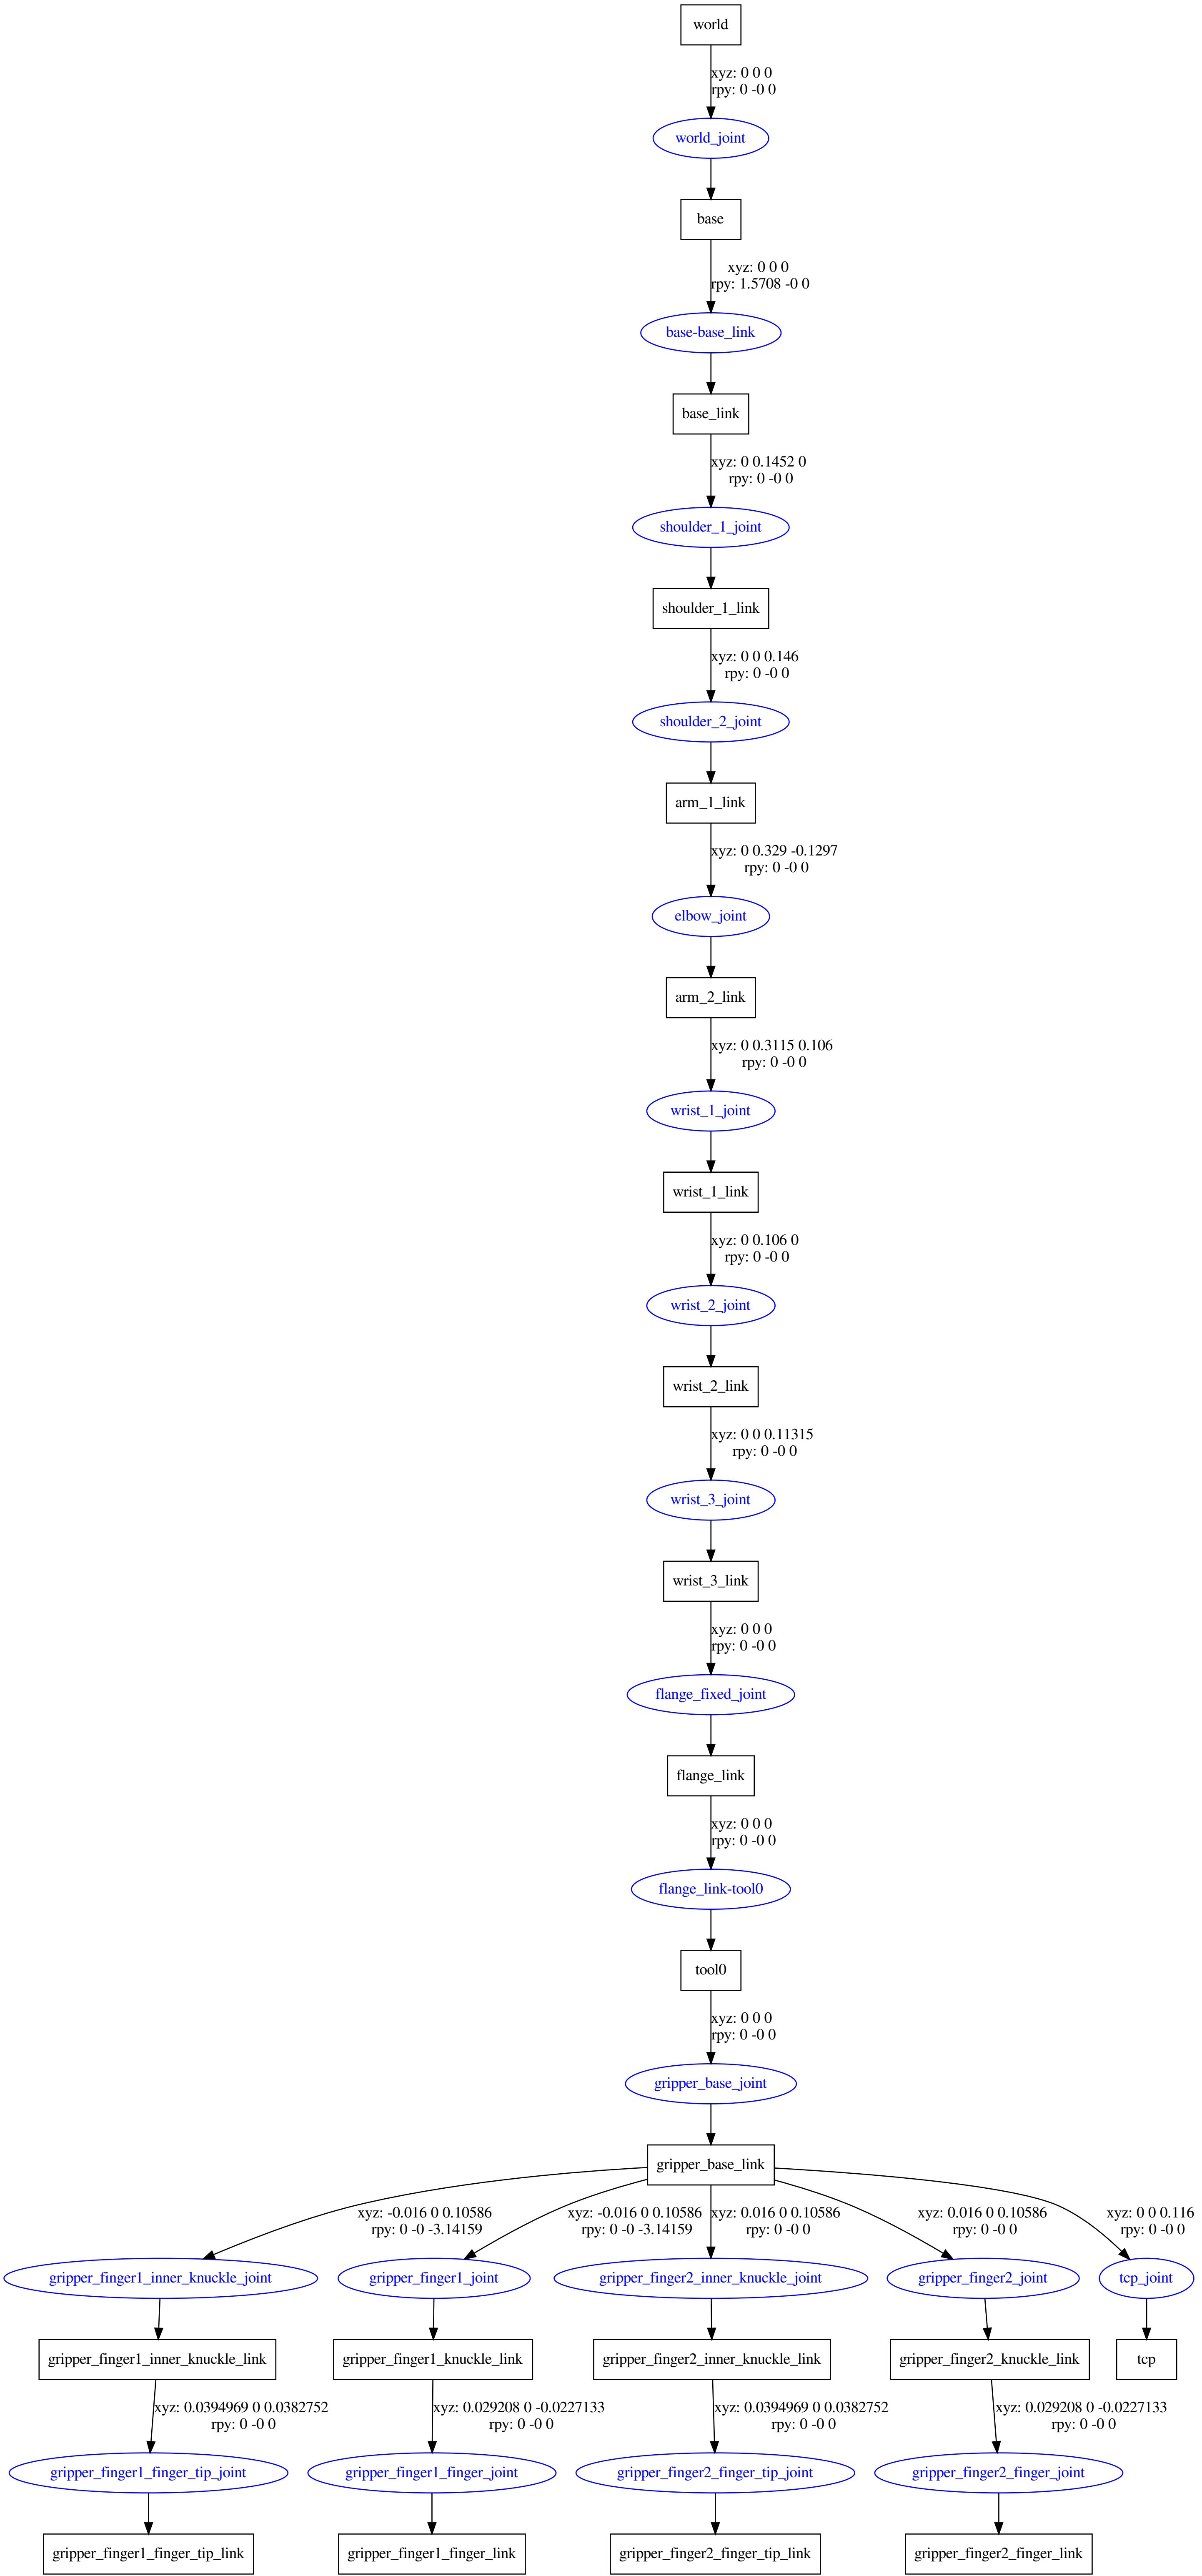 world
xyz: 0 0 0
rpy: 0 -0 0
world_joint
base
xyz: 0 0 0
rpy: 1.5708 -0 0
base-base_link
base_link
xyz: 0 0.1452 0
rpy: 0 -0 0
shoulder_1_joint
shoulder_1_link
xyz: 0 0 0.146
rpy: 0 -0 0
shoulder_2_joint
arm_1_link
xyz: 0 0.329 -0.1297
rpy: 0 -0 0
elbow_joint
arm_2_link
xyz: 0 0.3115 0.106
rpy: 0 -0 0
wrist_1_joint
wrist_1_link
xyz: 0 0.106 0
rpy: 0 -0 0
wrist_2_joint
wrist_2_link
xyz: 0 0 0.11315
rpy: 0 -0 0
wrist_3_joint
wrist_3_link
xyz: 0 0 0
rpy: 0 -0 0
flange_fixed_joint
flange_link
xyz: 0 0 0
rpy: 0 -0 0
flange_link-tool0
tool0
xyz: 0 0 0
rpy: 0 -0 0
gripper_base_joint
gripper_base_link
xyz: -0.016 0 0.10586 xyz: -0.016 0 0.10586 xyz: 0.016 0 0.10586 xyz: 0.016 0 0.10586 xyz: 0 0 0.116
rpy: 0 -0 -3.14159 rpy: 0 -0 -3.14159 rpy: 0 -0 0 rpy: 0 -0 0 rpy: 0 -0 0
gripper_finger1_inner_knuckle_joint gripper_finger1_joint gripper_finger2_inner_knuckle_joint gripper_finger2_joint tcp_joint
gripper_finger1_inner_knuckle_link gripper_finger1_knuckle_link gripper_finger2_inner_knuckle_link gripper_finger2_knuckle_link tcp
xyz: 0.0394969 0 0.0382752 xyz: 0.029208 0 -0.0227133 xyz: 0.0394969 0 0.0382752 xyz: 0.029208 0 -0.0227133
rpy: 0 -0 0 rpy: 0 -0 0 rpy: 0 -0 0 rpy: 0 -0 0
gripper_finger1_finger_tip_joint gripper_finger1_finger_joint gripper_finger2_finger_tip_joint gripper_finger2_finger_joint
gripper_finger1_finger_tip_link gripper_finger1_finger_link gripper_finger2_finger_tip_link gripper_finger2_finger_link